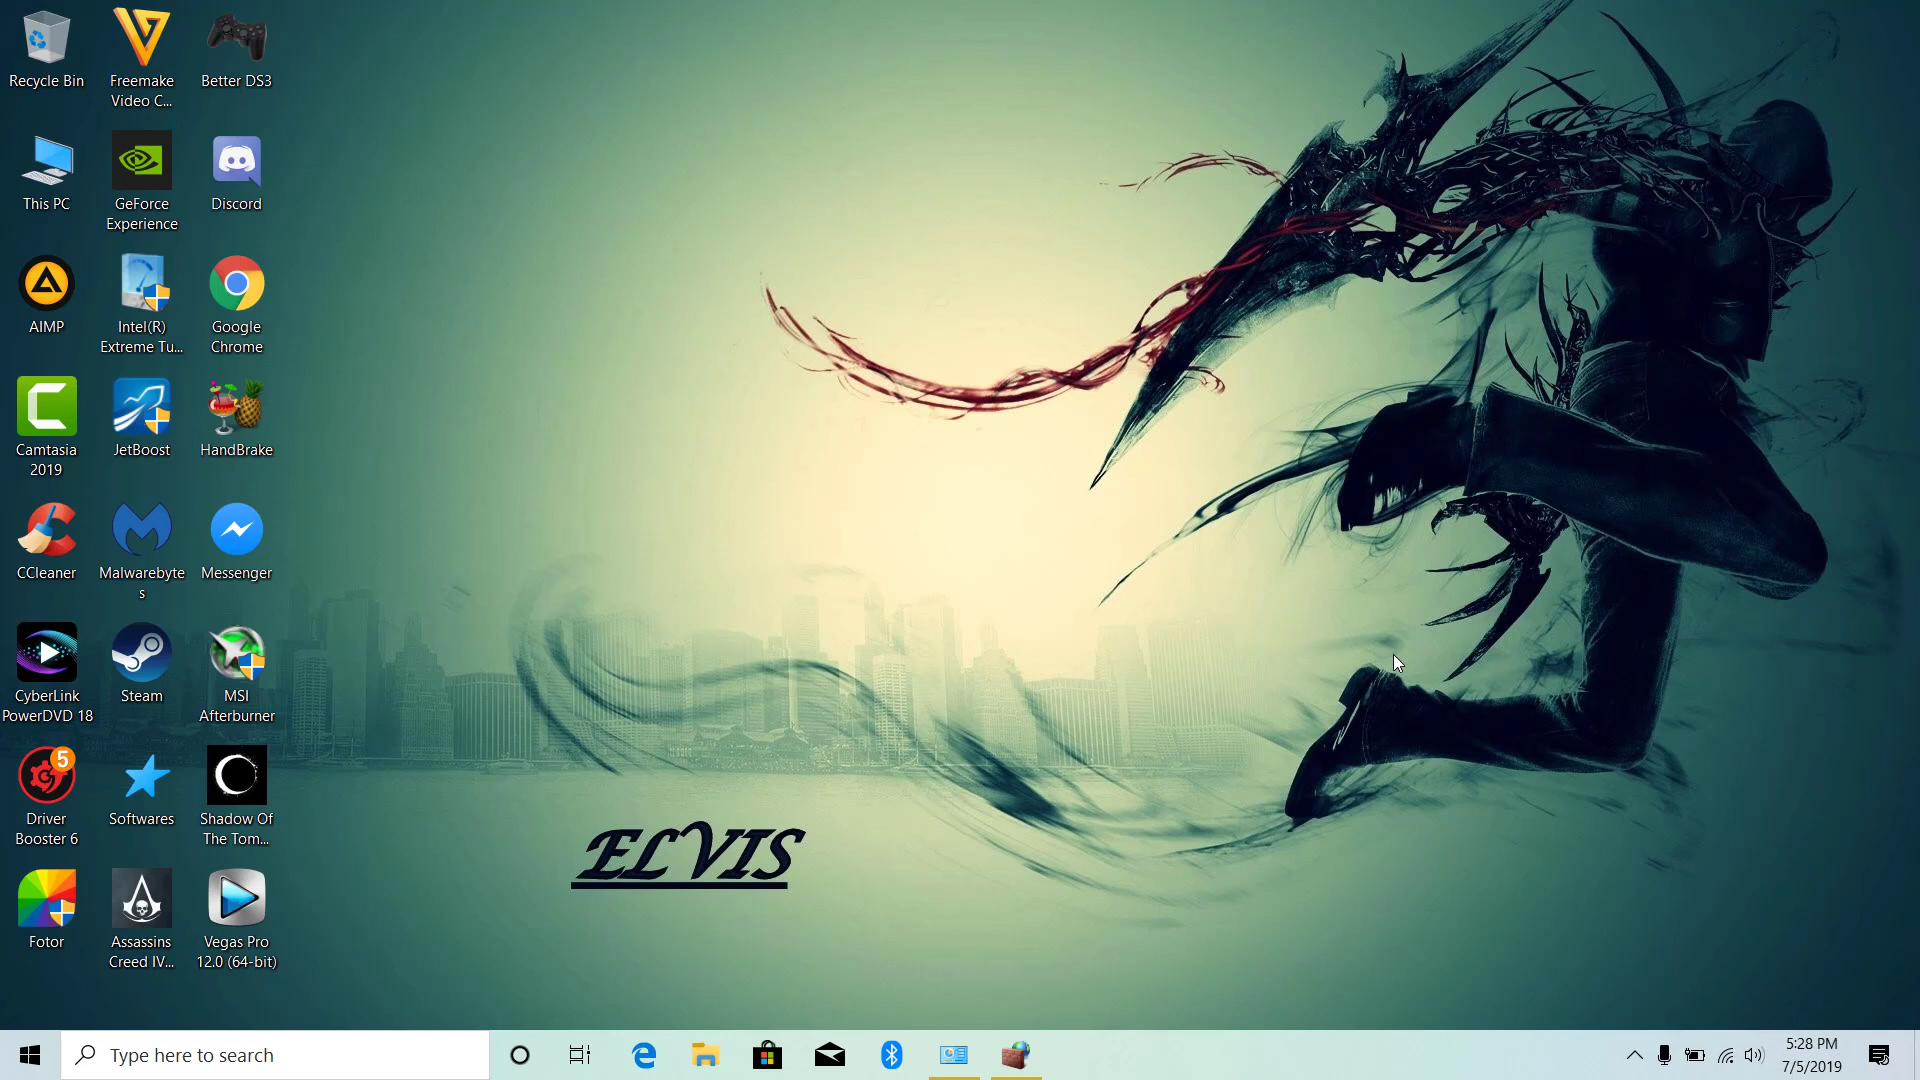 Recycle Bin
Freemake
Video C...
Better DS3
This PC
GeForce
Experience
Discord
AIMP
Intel(R)
Extreme Tu...
Google
Chrome
Camtasia
2019
JetBoost
HandBrake
CCleaner
Malwarebyte
s
Messenger
CyberLink
PowerDVD 18
Steam
MSI
Afterburner
5
Driver
Booster 6
Softwares
Shadow Of
The Tom...
Fotor
Assassins
Creed IV...
Vegas Pro
12.0 (64-bit)
ELVIS
Type here to search
5:28 PM
7/5/2019